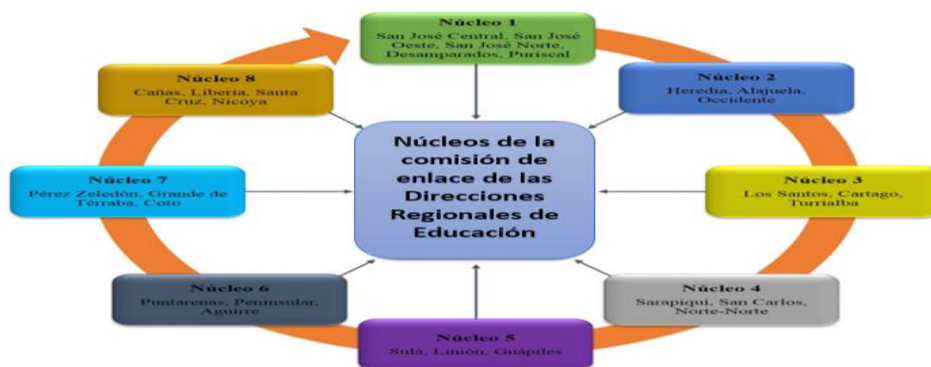 Núcleo 1
San José Central, San José
Oeste, San José Norte,
Desamparados, Puriscal
Núcleo 2
Heredia, Alajuela,
Occidente
Núcleo 3
Los Santos, Cartago,
Turrialba
Núcleo 4
Sarapiqui, San Carlos,
Norte-Norte
Núcleo 5
Sulá, Limón, Guápiles
Núcleo 6
Puntarenas, Peninsular,
Aguirre
Núcleo 7
Pérez Zeledón, Grande de
Térraba, Coto
Núcleo 8
Cañas, Liberia, Santa
Cruz, Nicoya
Núcleos de la
comisión de
enlace de las
Direcciones
Regionales de
Educación